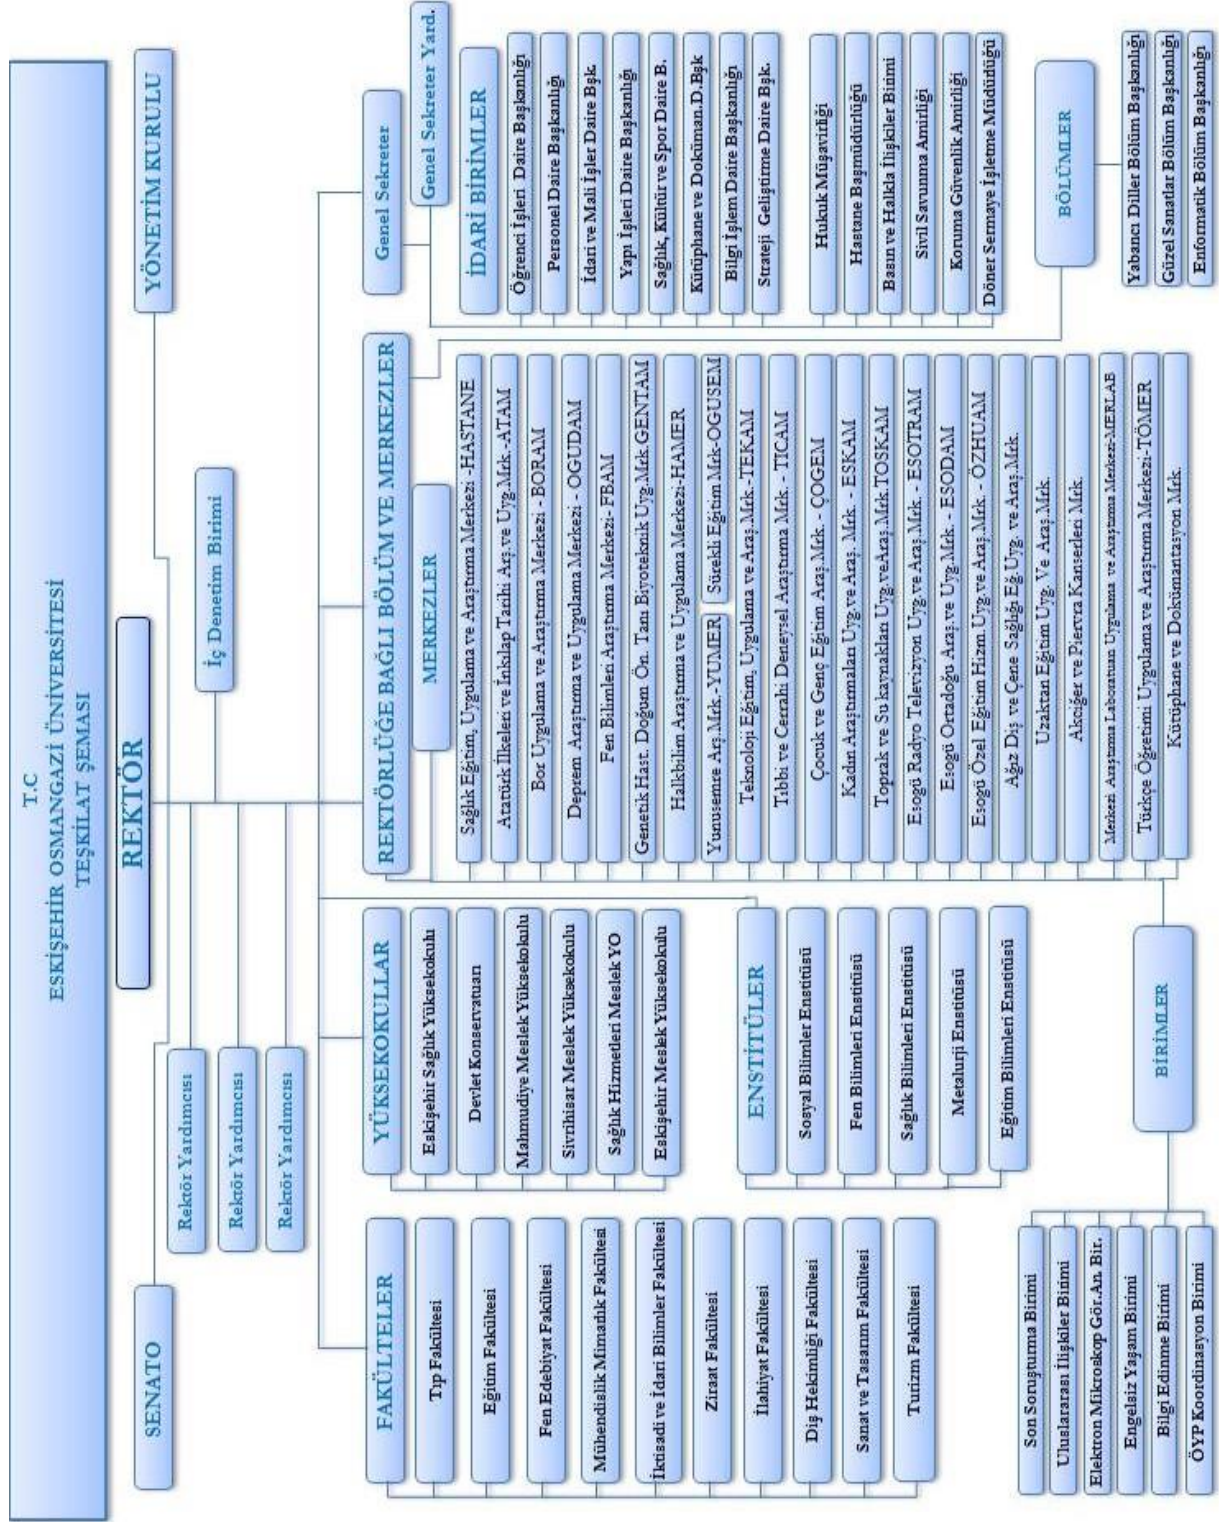 T.C
ESKİŞEHİR OSMANGAZİ ÜNİVERSİTESİ
TEŞKİLAT ŞEMASI
SENATO
REKTÖR
YÖNETİM KURULU
Rektör Yardımcısı
Rektör Yardımcısı
Rektör Yardımcısı
İç Denetim Birimi
FAKÜLTELER
Tıp Fakültesi
Eğitim Fakültesi
Fen Edebiyat Fakültesi
Mühendislik Mimarlık Fakültesi
İktisadi ve İdari Bilimler Fakültesi
Ziraat Fakültesi
İlahiyat Fakültesi
Diş Hekimliği Fakültesi
Sanat ve Tasarım Fakültesi
Turizm Fakültesi
YÜKSEKOKULLAR
Eskişehir Sağlık Yüksekokulu
Devlet Konservatuarı
Mahmudiye Meslek Yüksekokulu
Sivrihisar Meslek Yüksekokulu
Sağlık Hizmetleri Meslek YO
Eskişehir Meslek Yüksekokulu
ENSTİTÜLER
Sosyal Bilimler Enstitüsü
Fen Bilimleri Enstitüsü
Sağlık Bilimleri Enstitüsü
Metalurji Enstitüsü
Eğitim Bilimleri Enstitüsü
REKTÖRLÜĞE BAĞLI BÖLÜM VE MERKEZLER
MERKEZLER
Sağlık Eğitim, Uygulama ve Araştırma Merkezi -HASTANE
Atatürk İlkeleri ve İnkılap Tarihi Arş.ve Uyg.Mrk.-ATAM
Bor Uygulama ve Araştırma Merkezi - BORAM
Deprem Araştırma ve Uygulama Merkezi - OGUDAM
Fen Bilimleri Araştırma Merkezi- FBAM
Genetik Hast. Doğum Ön. Tanı Biyoteknik Uyg.Mrk.GENTAM
Halkbilim Araştırma ve Uygulama Merkezi-HAMER
Yunusemre Arş.Mrk.-YUMER
Sürekli Eğitim Mrk-OGUSEM
Teknoloji Eğitim, Uygulama ve Araş.Mrk.-TEKAM
Tıbbi ve Cerrahi Deneysel Araştırma Mrk. - TICAM
Çocuk ve Genç Eğitim Araş.Mrk. - ÇOGEM
Kadın Araştırmaları Uyg.ve Araş. Mrk. - ESKAM
Toprak ve Su kaynakları Uyg.veAraş.Mrk.TOSKAM
Esogü Radyo Televizyon Uyg.ve Araş.Mrk. - ESOTRAM
Esogü Ortadoğu Araş.ve Uyg.Mrk. - ESODAM
Esogü Özel Eğitim Hizm.Uyg.ve Araş.Mrk. - ÖZHUAM
Ağız Diş ve Çene Sağlığı Eğ.Uyg. ve Araş.Mrk.
Uzaktan Eğitim Uyg. Ve Araş.Mrk.
Akciğer ve Plevra Kanserleri Mrk.
Merkezi Araştırma Laboratuarı Uygulama ve Araştırma Merkezi-MERLAB
Türkçe Öğretimi Uygulama ve Araştırma Merkezi-TÖMER
Kütüphane ve Dokümantasyon Mrk.
BİRİMLER
Son Soruşturma Birimi
Uluslararası İlişkiler Birimi
Elektron Mikroskop Gör.An. Bir.
Engelsiz Yaşam Birimi
Bilgi Edinme Birimi
ÖYP Koordinasyon Birimi
Genel Sekreter
Genel Sekreter Yard.
İDARİ BİRİMLER
Öğrenci İşleri Daire Başkanlığı
Personel Daire Başkanlığı
İdari ve Mali İşler Daire Bşk.
Yapı İşleri Daire Başkanlığı
Sağlık, Kültür ve Spor Daire B.
Kütüphane ve Doküman.D.Bşk
Bilgi İşlem Daire Başkanlığı
Strateji Geliştirme Daire Bşk.
Hukuk Müşavirliği
Hastane Başmüdürlüğü
Basın ve Halkla İlişkiler Birimi
Sivil Savunma Amirliği
Koruma Güvenlik Amirliği
Döner Sermaye İşletme Müdüdüğü
BÖLÜMLER
Yabancı Diller Bölüm Başkanlığı
Güzel Sanatlar Bölüm Başkanlığı
Enformatik Bölüm Başkanlığı